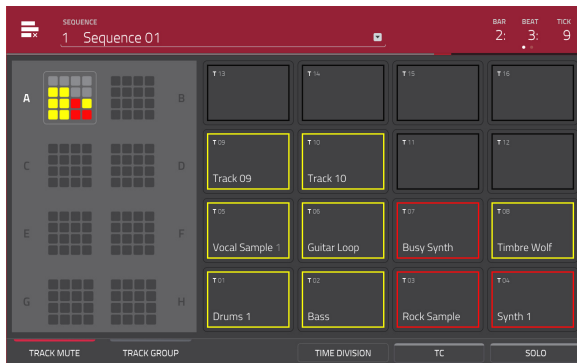 SEQUENCE
1 Sequence 01
BAR BEAT TICK
2: 3: 9
A B
C D
E F
G H
T 13 T 14 T 15 T 16
T 09 T 10 T 11 T 12
Track 09 Track 10
T 05 T 06 T 07 T 08
Vocal Sample 1 Guitar Loop Busy Synth Timbre Wolf
T 01 T 02 T 03 T 04
Drums 1 Bass Rock Sample Synth 1
TRACK MUTE TRACK GROUP TIME DIVISION TC SOLO